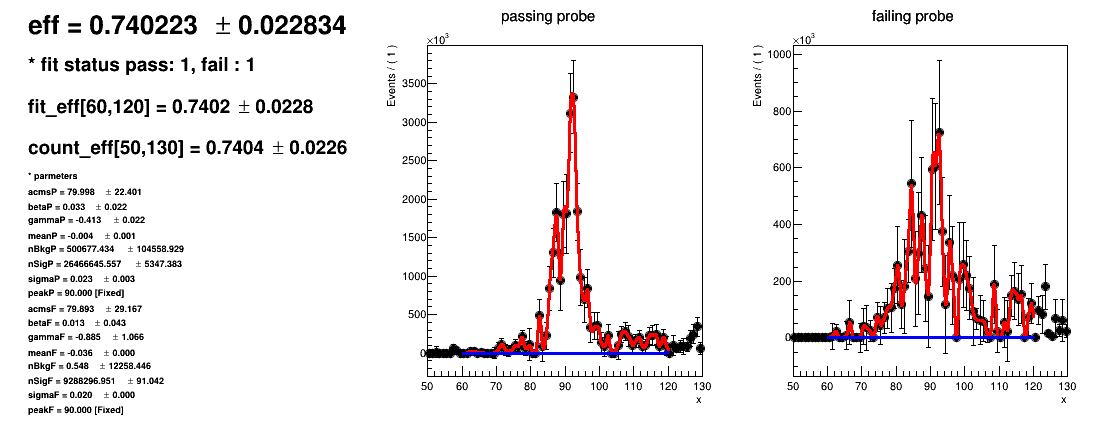 eff = 0.740223 ± 0.022834
* fit status pass: 1, fail : 1
fit_eff[60,120] = 0.7402 ± 0.0228
count_eff[50,130] = 0.7404 ± 0.0226
* parmeters
acmsP = 79.998 ± 22.401
betaP = 0.033 ± 0.022
gammaP = -0.413 ± 0.022
meanP = -0.004 ± 0.001
nBkgP = 500677.434 ± 104558.929
nSigP = 26466645.557 ± 5347.383
sigmaP = 0.023 ± 0.003
peakP = 90.000 [Fixed]
acmsF = 79.893 ± 29.167
betaF = 0.013 ± 0.043
gammaF = -0.885 ± 1.066
meanF = -0.036 ± 0.000
nBkgF = 0.548 ± 12258.446
nSigF = 9288296.951 ± 91.042
sigmaF = 0.020 ± 0.000
peakF = 90.000 [Fixed]
passing probe
×10³
Events / ( 1 )
3500
3000
2500
2000
1500
1000
500
0
50 60 70 80 90 100 110 120 130
x
failing probe
×10³
Events / ( 1 )
1000
800
600
400
200
0
50 60 70 80 90 100 110 120 130
x